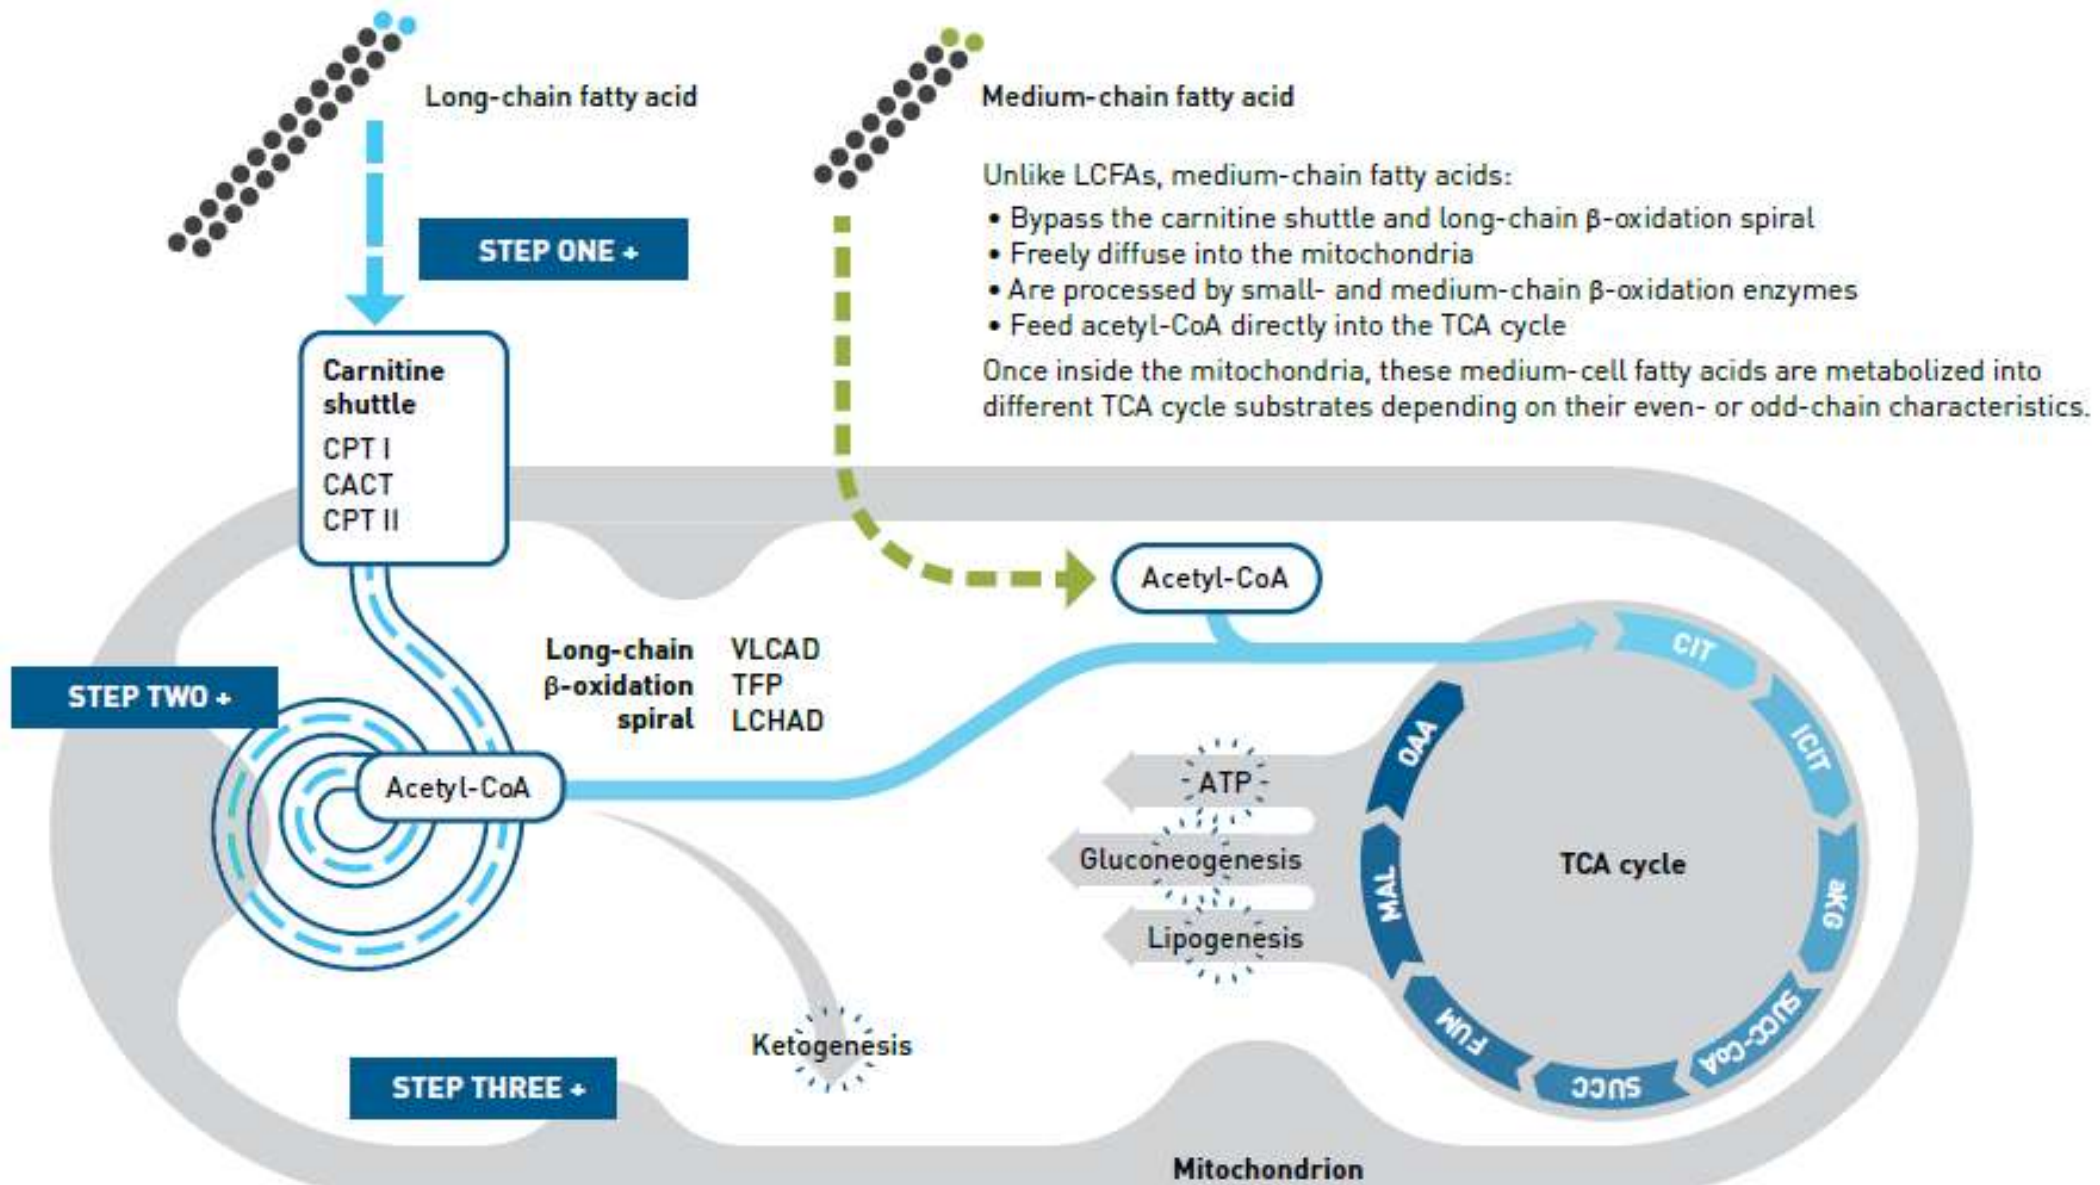 Long-chain fatty acid
Medium-chain fatty acid
Unlike LCFAs, medium-chain fatty acids:
• Bypass the carnitine shuttle and long-chain β-oxidation spiral
• Freely diffuse into the mitochondria
• Are processed by small- and medium-chain β-oxidation enzymes
• Feed acetyl-CoA directly into the TCA cycle
Once inside the mitochondria, these medium-cell fatty acids are metabolized into
different TCA cycle substrates depending on their even- or odd-chain characteristics.
STEP ONE +
Carnitine
shuttle
CPT I
CACT
CPT II
Acetyl-CoA
STEP TWO +
Long-chain VLCAD
β-oxidation TFP
spiral LCHAD
Acetyl-CoA
CIT
ICIT
aKG
SUCC-CoA
SUCC
FUM
MAL
OAA
TCA cycle
ATP
Gluconeogenesis
Lipogenesis
Ketogenesis
STEP THREE +
Mitochondrion